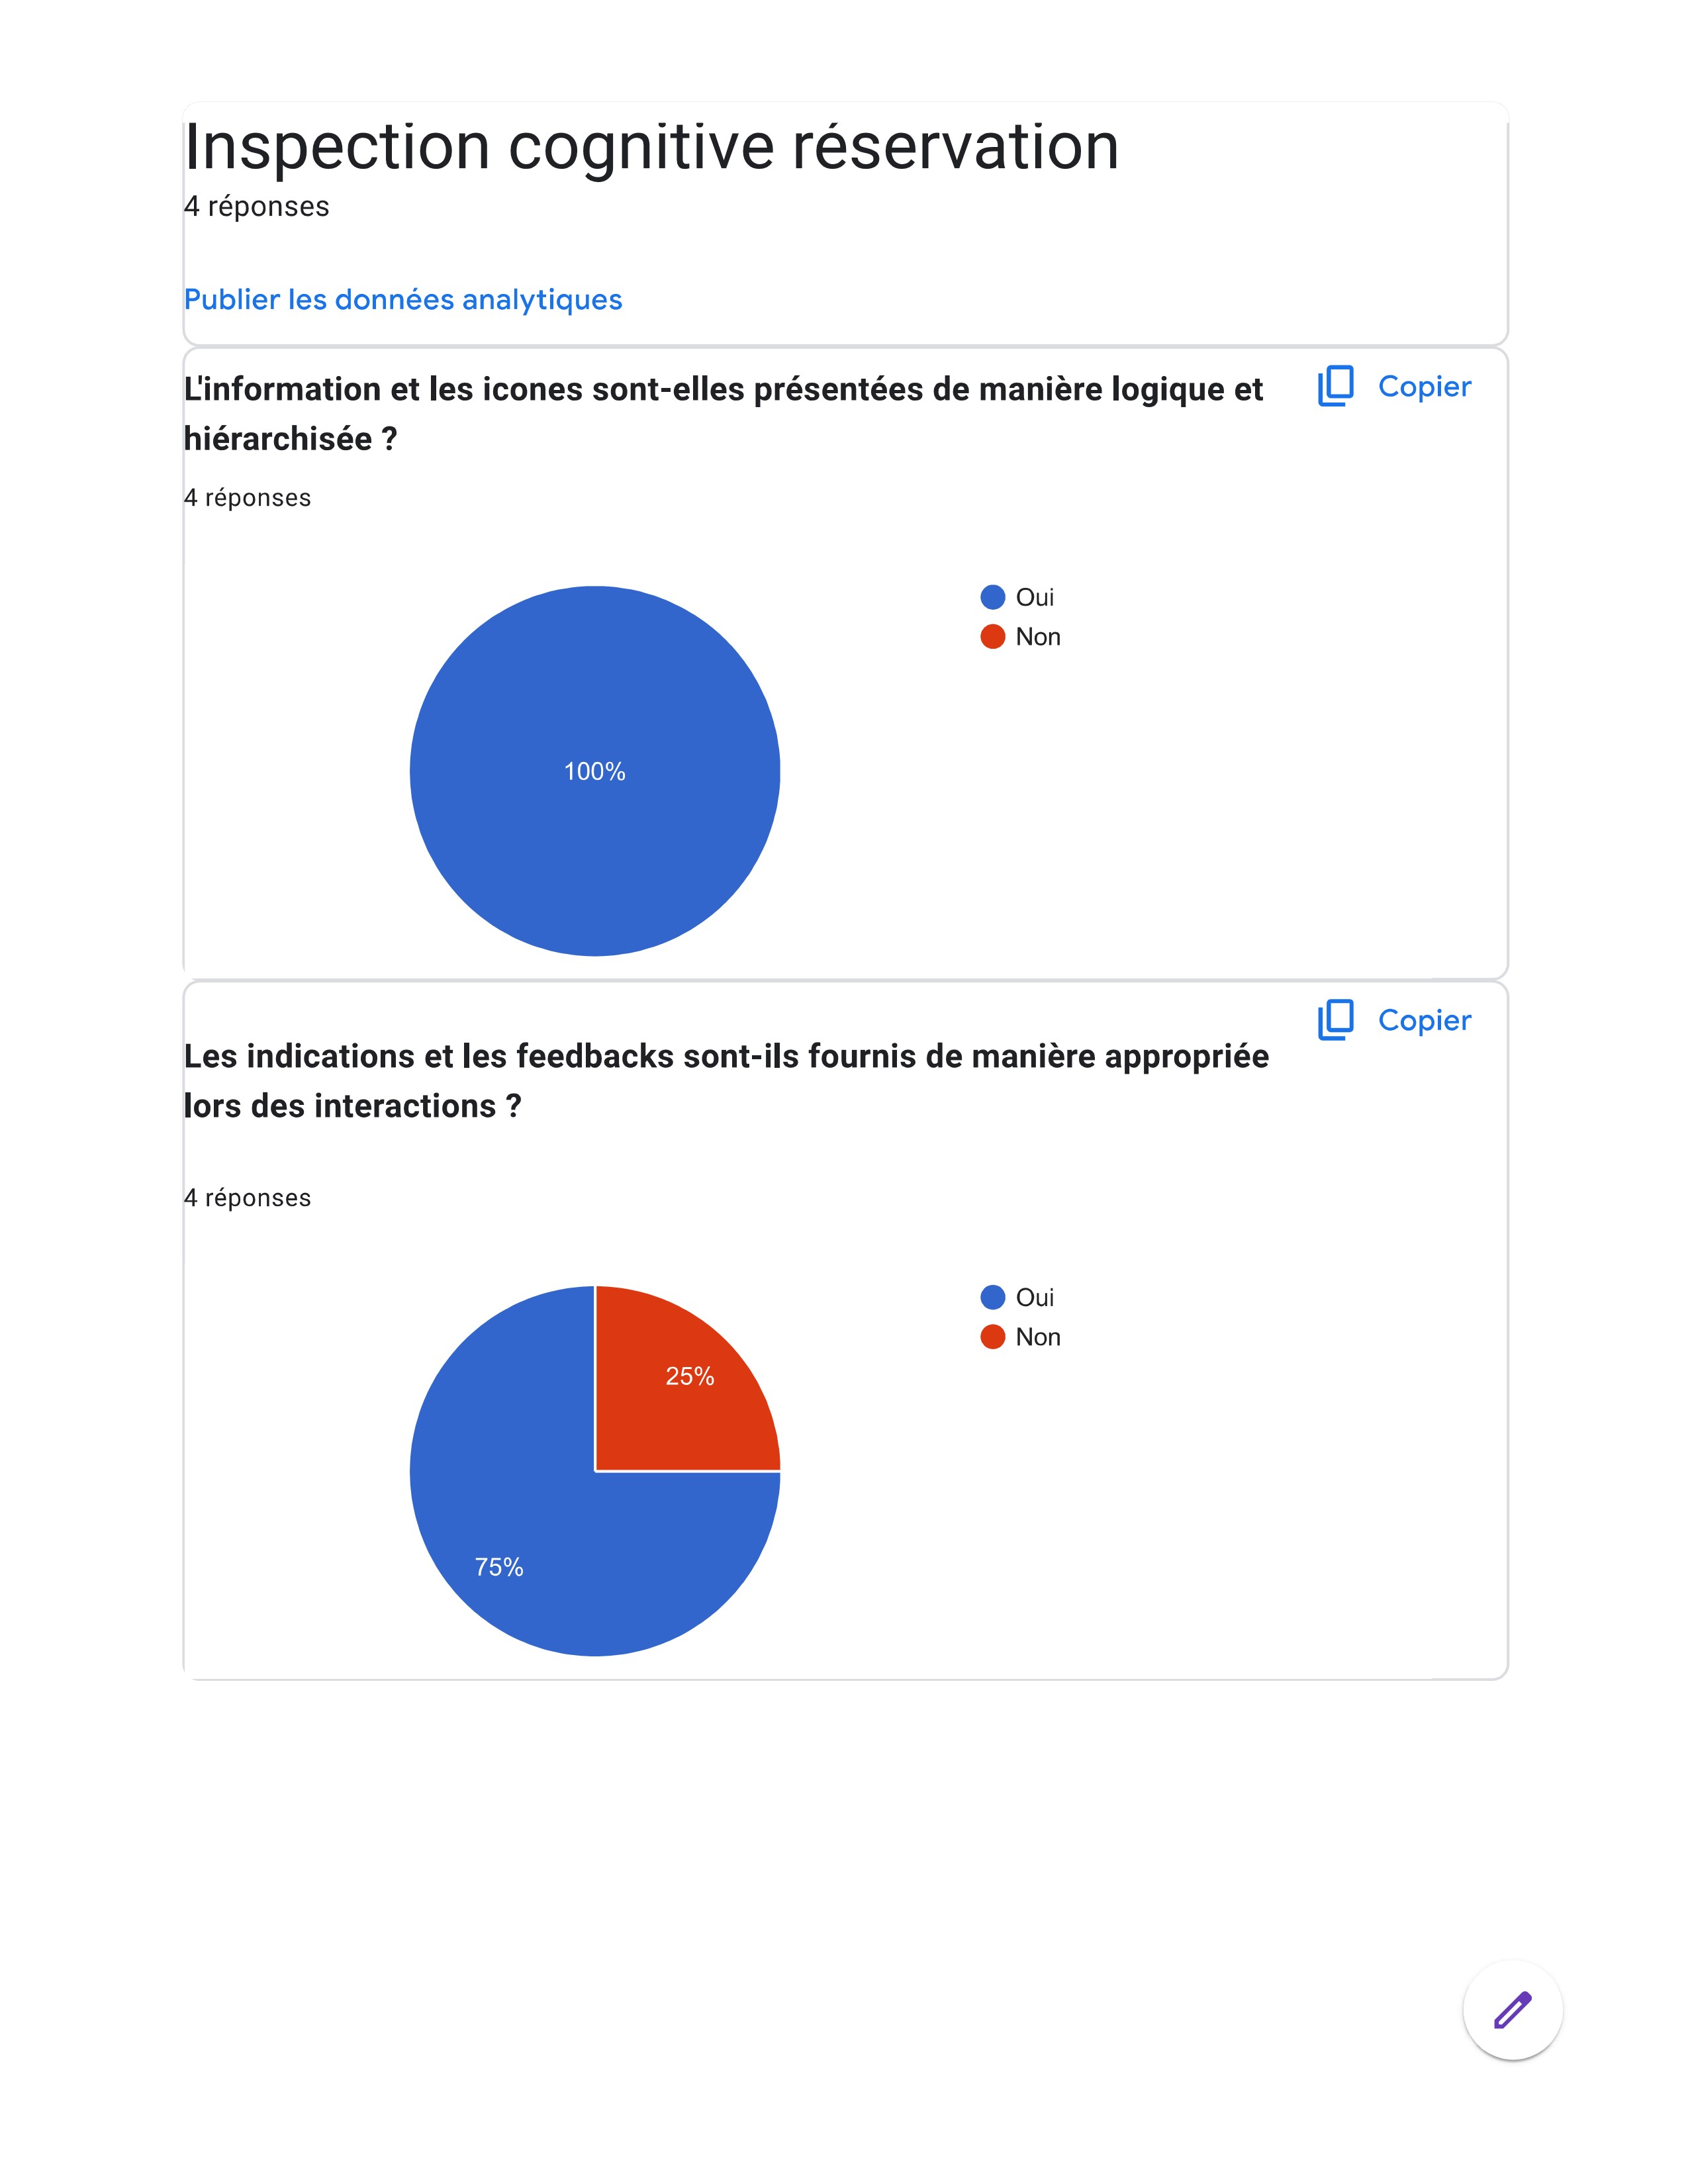 Inspection cognitive réservation
4 réponses
Publier les données analytiques
L'information et les icones sont-elles présentées de manière logique et
hiérarchisée ?
Copier
4 réponses
Oui
Non
100%
Copier
Les indications et les feedbacks sont-ils fournis de manière appropriée
lors des interactions ?
4 réponses
Oui
Non
25%
75%